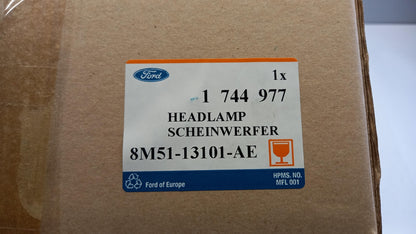 Ford
1x
1 744 977
HEADLAMP
SCHEINWERFER
8M51-13101-AE
Ford of Europe
HPMS. NO.
MFL 001